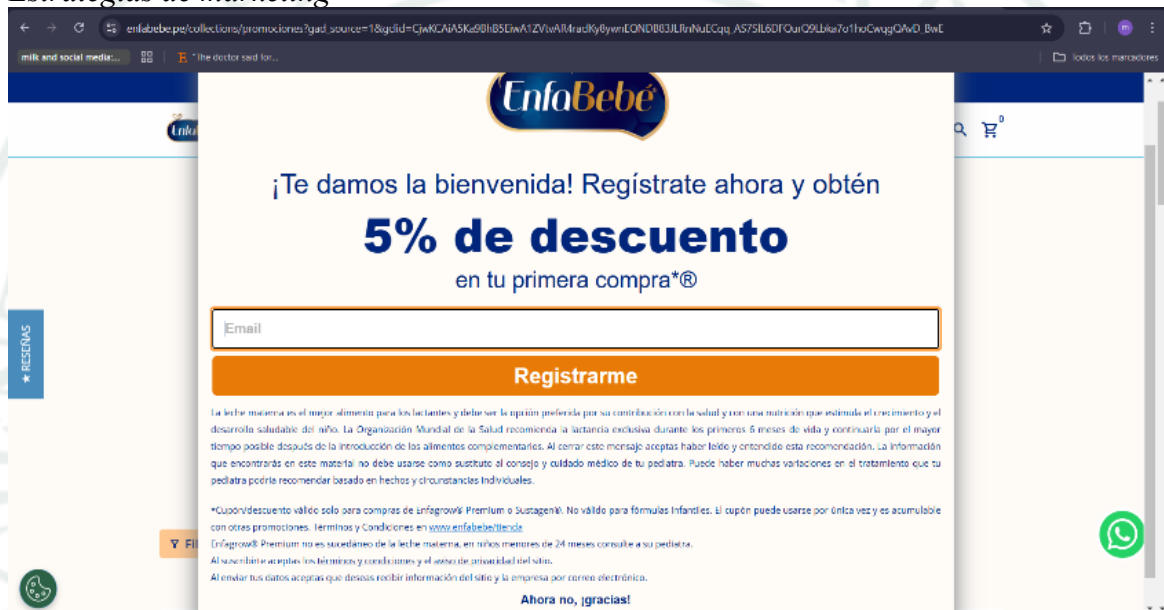 Estrategias de marketing
enfabebe.pe/collections/promociones?gad_source=1&gclid=
milk and social media:...
"The doctor said for...
Todos los marcadores
EnfaBebé
0
¡Te damos la bienvenida! Regístrate ahora y obtén
5% de descuento
en tu primera compra*®
Email
★ RESEÑAS
Registrarme
La leche materna es el mejor alimento para los lactantes y debe ser la opción preferida por su contribución con la salud y con una nutrición que estimula el crecimiento y el
desarrollo saludable del niño. La Organización Mundial de la Salud recomienda la lactancia exclusiva durante los primeros 6 meses de vida y continuarla por el mayor
tiempo posible después de la introducción de los alimentos complementarios. Al cerrar este mensaje aceptas haber leído y entendido esta recomendación. La información
que encontrarás en este material no debe usarse como sustituto al consejo y cuidado médico de tu pediatra. Puede haber muchas variaciones en el tratamiento que tu
pediatra podría recomendar basado en hechos y circunstancias individuales.
*Cupón/descuento válido solo para compras de Enfagrow® Premium o Sustagen®. No válido para fórmulas infantiles. El cupón puede usarse por única vez y es acumulable
con otras promociones. Términos y Condiciones en www.enfabebe/tienda
Enfagrow® Premium no es sucedáneo de la leche materna, en niños menores de 24 meses consulte a su pediatra.
Al suscribirte aceptas los términos y condiciones y el aviso de privacidad del sitio.
Al enviar tus datos aceptas que deseas recibir información del sitio y la empresa por correo electrónico.
Ahora no, ¡gracias!